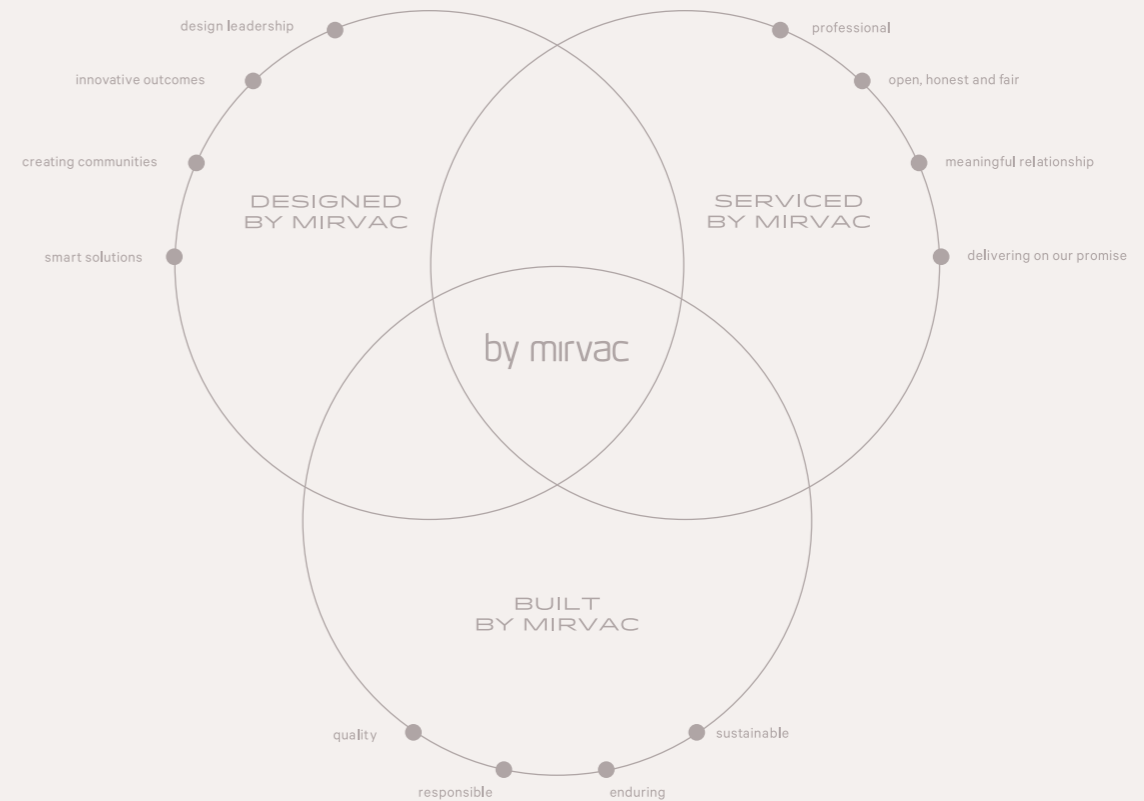 design leadership
professional
innovative outcomes
open, honest and fair
creating communities
meaningful relationship
DESIGNED
BY MIRVAC
SERVICED
BY MIRVAC
smart solutions
delivering on our promise
by mirvac
BUILT
BY MIRVAC
quality
sustainable
responsible
enduring